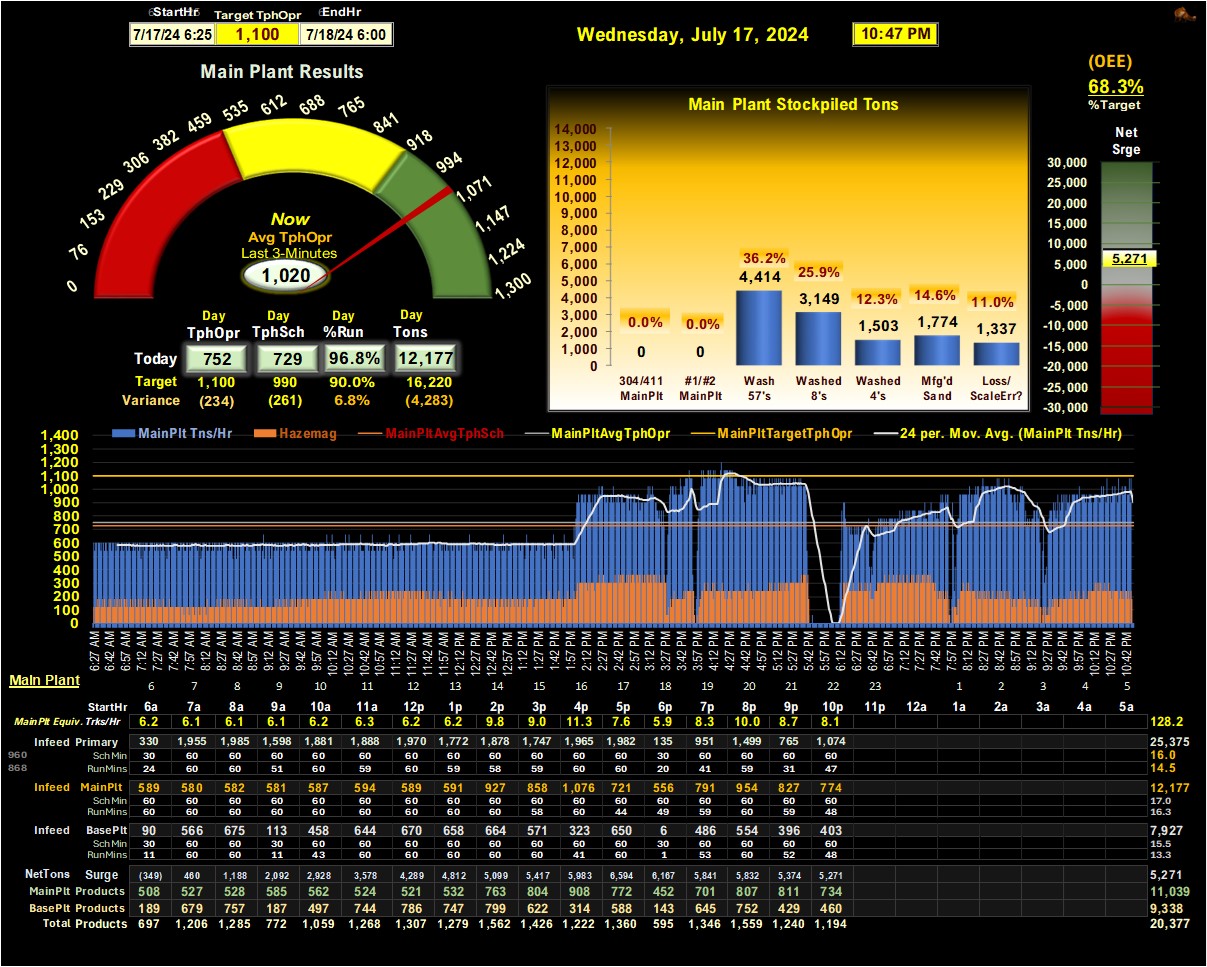 StartHr Target TphOpr EndHr
7/17/24 6:25 1,100 7/18/24 6:00
Wednesday, July 17, 2024 10:47 PM
(OEE)
68.3%
%Target
Main Plant Results
Net
Srge
0 76 153 229 306 382 459 535 612 688 765 841 918 994 1,071 1,147 1,224 1,300
Now
Avg TphOpr
Last 3-Minutes
1,020
Day Day Day Day
TphOpr TphSch %Run Tons
Today 752 729 96.8% 12,177
Target 1,100 990 90.0% 16,220
Variance (234) (261) 6.8% (4,283)
Main Plant Stockpiled Tons
14,000
13,000
12,000
11,000
10,000
9,000
8,000
7,000
6,000
5,000
4,000
3,000
2,000
1,000
0
0.0% 0.0% 36.2% 25.9% 12.3% 14.6% 11.0%
0 0 4,414 3,149 1,503 1,774 1,337
304/411 #1/#2 Wash Washed Washed Mfg'd Loss/
MainPlt MainPlt 57's 8's 4's Sand ScaleErr?
30,000
25,000
20,000
15,000
10,000
5,000
0
-5,000
-10,000
-15,000
-20,000
-25,000
-30,000
5,271
MainPlt Tns/Hr Hazemag MainPltAvgTphSch MainPltAvgTphOpr MainPltTargetTphOpr 24 per. Mov. Avg. (MainPlt Tns/Hr)
1,400
1,300
1,200
1,100
1,000
900
800
700
600
500
400
300
200
100
0
6:27 AM 6:42 AM 6:57 AM 7:12 AM 7:27 AM 7:42 AM 7:57 AM 8:12 AM 8:27 AM 8:42 AM 8:57 AM 9:12 AM 9:27 AM 9:42 AM 9:57 AM 10:12 AM 10:27 AM 10:42 AM 10:57 AM 11:12 AM 11:27 AM 11:42 AM 11:57 AM 12:12 PM 12:27 PM 12:42 PM 12:57 PM 1:12 PM 1:27 PM 1:42 PM 1:57 PM 2:12 PM 2:27 PM 2:42 PM 2:57 PM 3:12 PM 3:27 PM 3:42 PM 3:57 PM 4:12 PM 4:27 PM 4:42 PM 4:57 PM 5:12 PM 5:27 PM 5:42 PM 5:57 PM 6:12 PM 6:27 PM 6:42 PM 6:57 PM 7:12 PM 7:27 PM 7:42 PM 7:57 PM 8:12 PM 8:27 PM 8:42 PM 8:57 PM 9:12 PM 9:27 PM 9:42 PM 9:57 PM 10:12 PM 10:27 PM 10:42 PM
Main Plant
6 7 8 9 10 11 12 13 14 15 16 17 18 19 20 21 22 23 1 2 3 4 5
StartHr 6a 7a 8a 9a 10a 11a 12p 1p 2p 3p 4p 5p 6p 7p 8p 9p 10p 11p 12a 1a 2a 3a 4a 5a
MainPlt Equiv. Trks/Hr 6.2 6.1 6.1 6.1 6.2 6.3 6.2 6.2 9.8 9.0 11.3 7.6 5.9 8.3 10.0 8.7 8.1 128.2
Infeed Primary 330 1,955 1,985 1,598 1,881 1,888 1,970 1,772 1,878 1,747 1,965 1,982 135 951 1,499 765 1,074 25,375
960 SchMin 30 60 60 60 60 60 60 60 60 60 60 60 30 60 60 60 60 16.0
868 RunMins 24 60 60 51 60 59 60 59 58 59 60 60 20 41 59 31 47 14.5
Infeed MainPlt 589 580 582 581 587 594 589 591 927 858 1,076 721 556 791 954 827 774 12,177
SchMin 60 60 60 60 60 60 60 60 60 60 60 60 60 60 60 60 60 17.0
RunMins 60 60 60 60 60 60 60 60 60 58 60 44 49 59 60 59 48 16.3
Infeed BasePlt 90 566 675 113 458 644 670 658 664 571 323 650 6 486 554 396 403 7,927
SchMin 30 60 60 30 60 60 60 60 60 60 60 60 30 60 60 60 60 15.5
RunMins 11 60 60 11 43 60 60 60 60 60 41 60 1 53 60 52 48 13.3
NetTons Surge (349) 460 1,188 2,092 2,928 3,578 4,289 4,812 5,099 5,417 5,983 6,594 6,167 5,841 5,832 5,374 5,271 5,271
MainPlt Products 508 527 528 585 562 524 521 532 763 804 908 772 452 701 807 811 734 11,039
BasePlt Products 189 679 757 187 497 744 786 747 799 622 314 588 143 645 752 429 460 9,338
Total Products 697 1,206 1,285 772 1,059 1,268 1,307 1,279 1,562 1,426 1,222 1,360 595 1,346 1,559 1,240 1,194 20,377